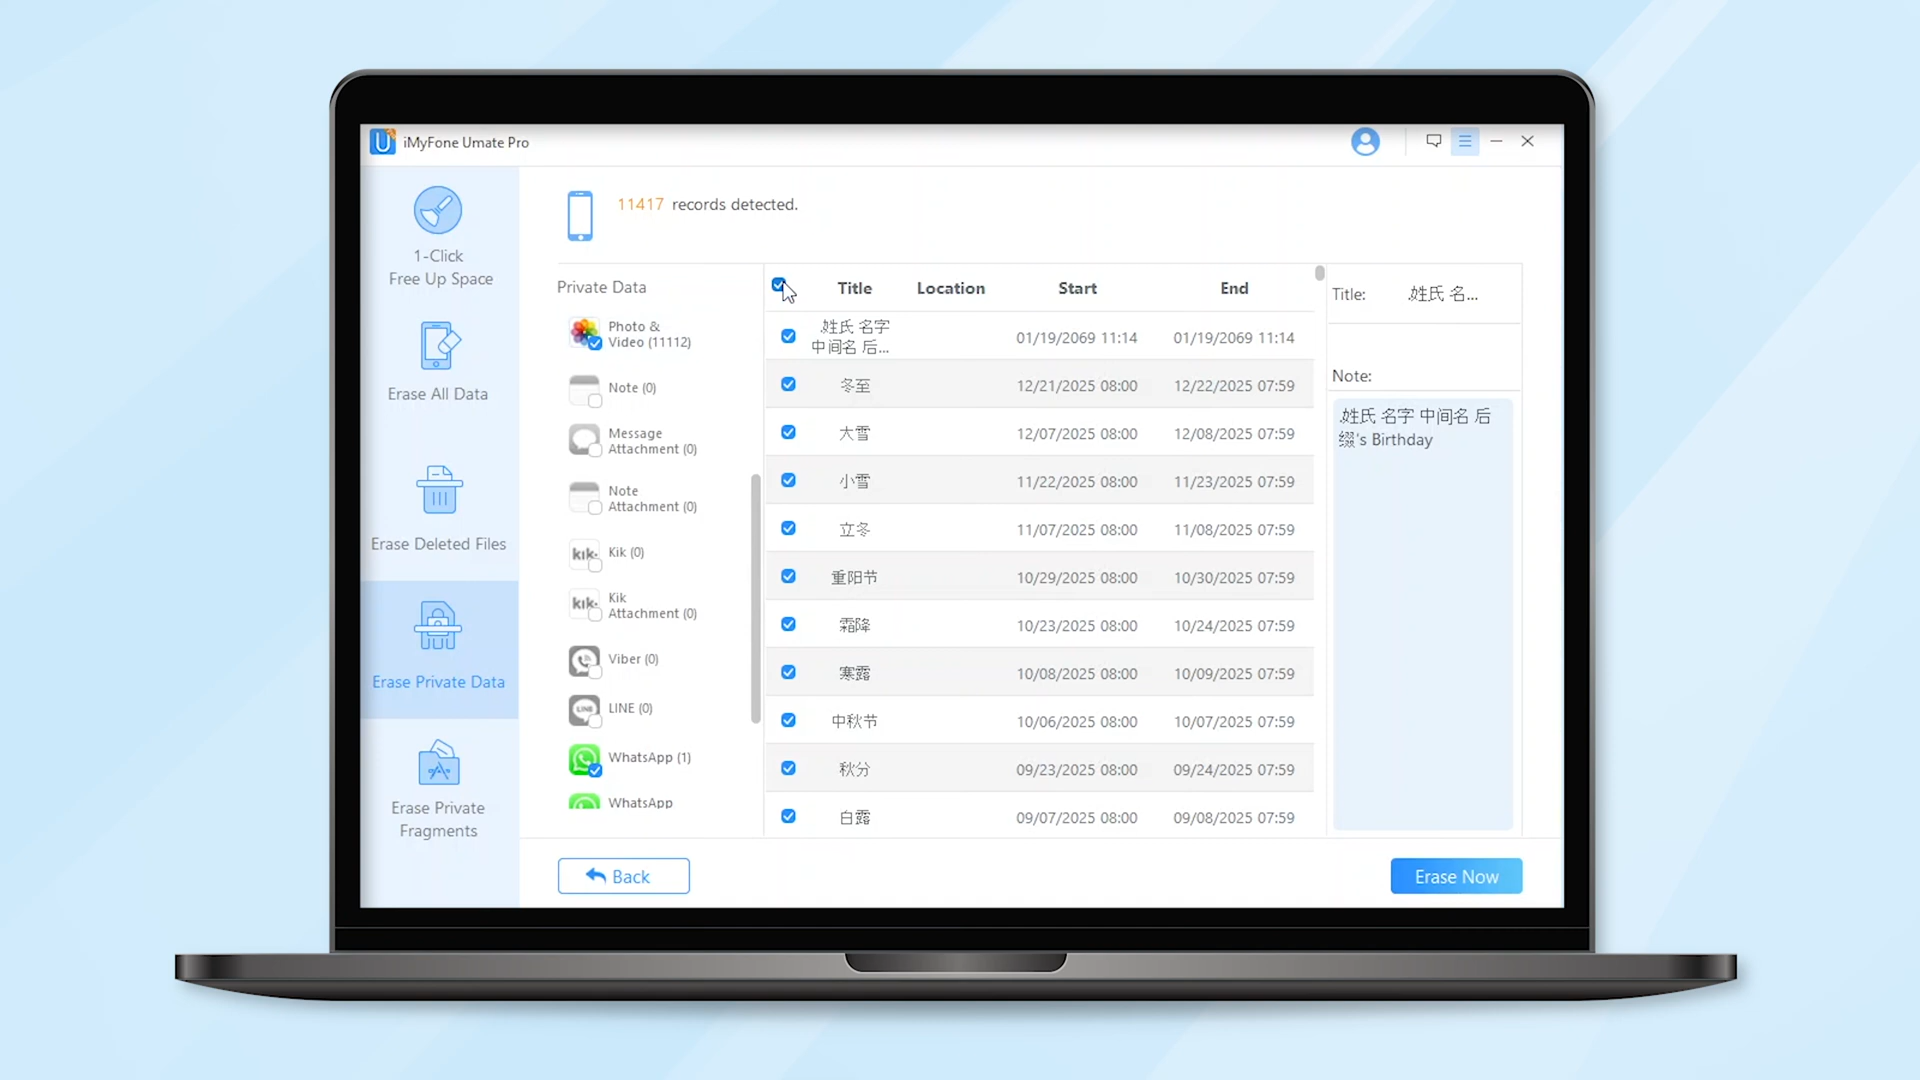 iMyFone Umate Pro
1-Click
Free Up Space
Erase All Data
Erase Deleted Files
Erase Private Data
Erase Private
Fragments
11417 records detected.
Private Data
Photo &
Video (11112)
Note (0)
Message
Attachment (0)
Note
Attachment (0)
kik·
Kik (0)
kik·
Kik
Attachment (0)
Viber (0)
LINE
LINE (0)
WhatsApp (1)
WhatsApp
Title Location Start End
.姓氏 名字
中间名 后... 01/19/2069 11:14 01/19/2069 11:14
冬至 12/21/2025 08:00 12/22/2025 07:59
大雪 12/07/2025 08:00 12/08/2025 07:59
小雪 11/22/2025 08:00 11/23/2025 07:59
立冬 11/07/2025 08:00 11/08/2025 07:59
重阳节 10/29/2025 08:00 10/30/2025 07:59
霜降 10/23/2025 08:00 10/24/2025 07:59
寒露 10/08/2025 08:00 10/09/2025 07:59
中秋节 10/06/2025 08:00 10/07/2025 07:59
秋分 09/23/2025 08:00 09/24/2025 07:59
白露 09/07/2025 08:00 09/08/2025 07:59
Title: .姓氏 名...
Note:
.姓氏 名字 中间名 后
缀's Birthday
Back
Erase Now